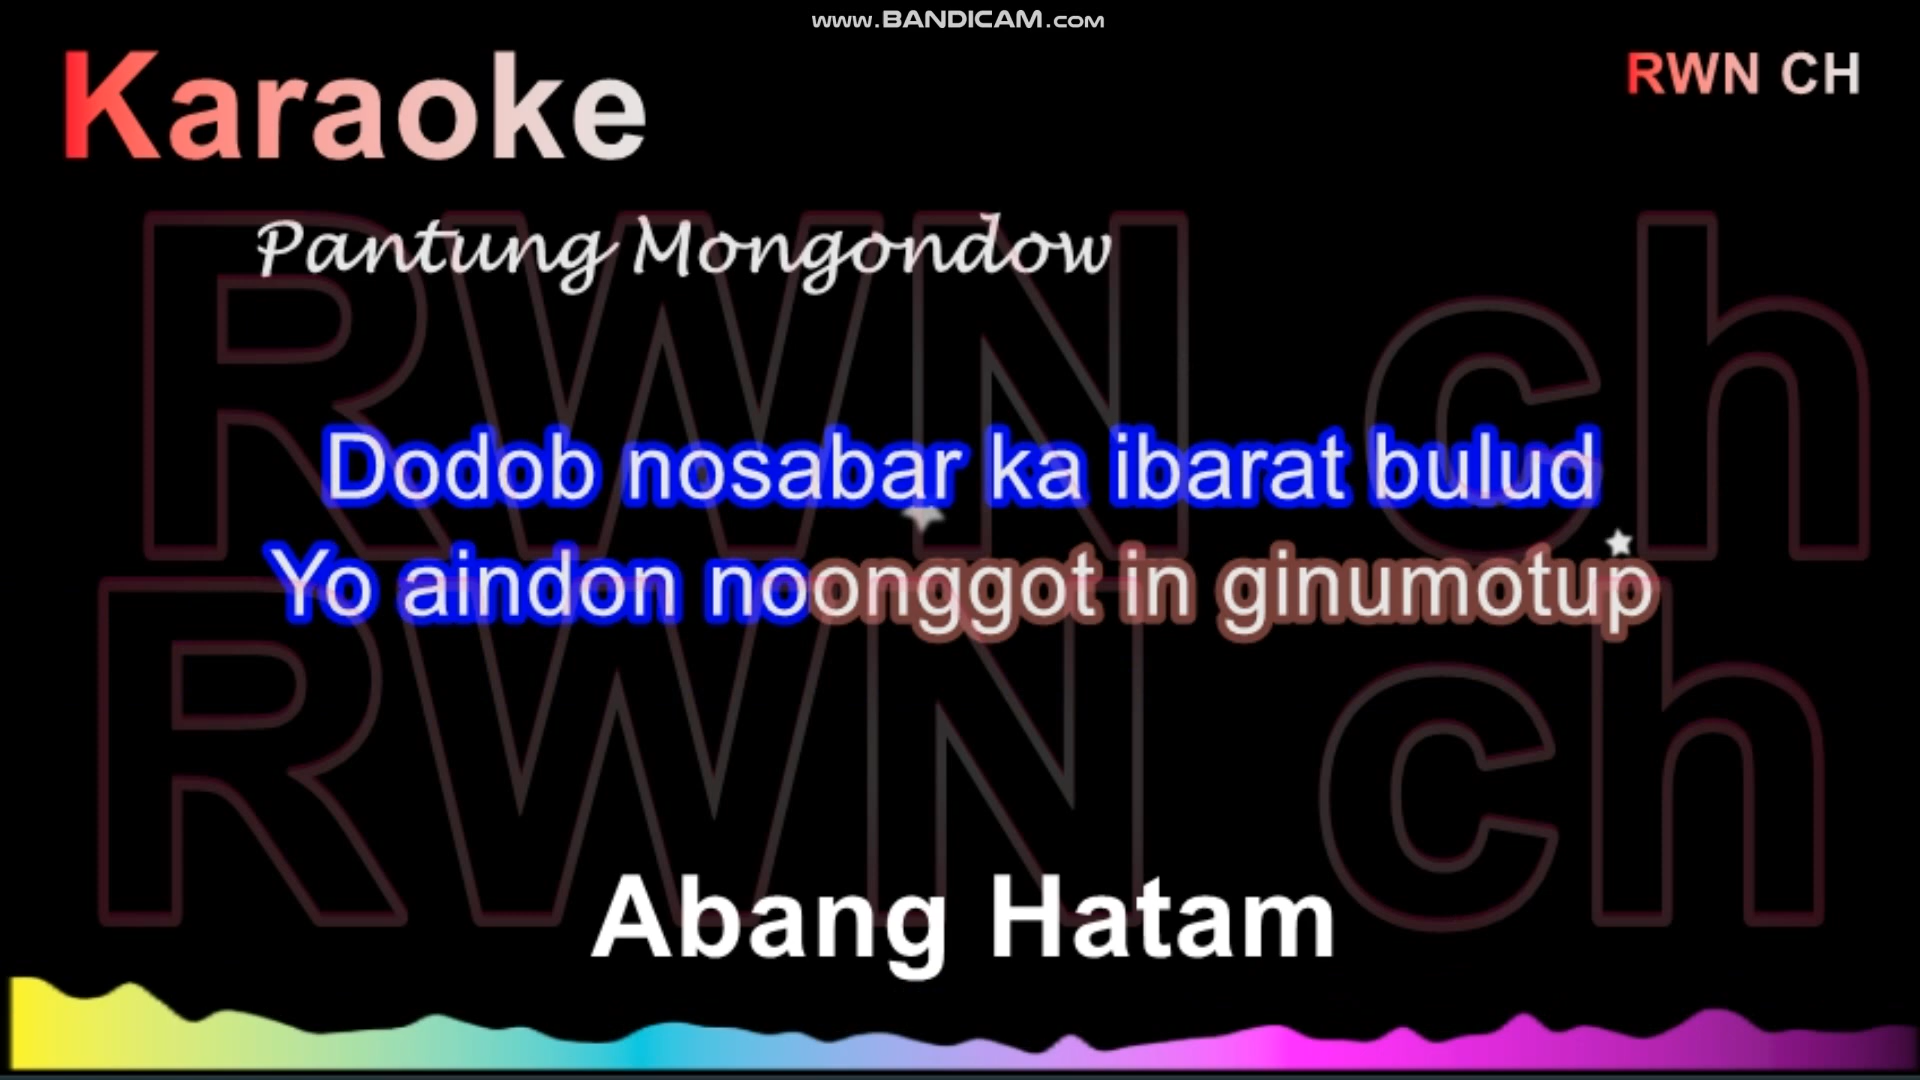 www.BANDICAM.com
Karaoke
RWN CH
Pantung Mongondow
RWN ch
Dodob nosabar ka ibarat bulud
Yo aindon noonggot in ginumotup
RWN ch
Abang Hatam